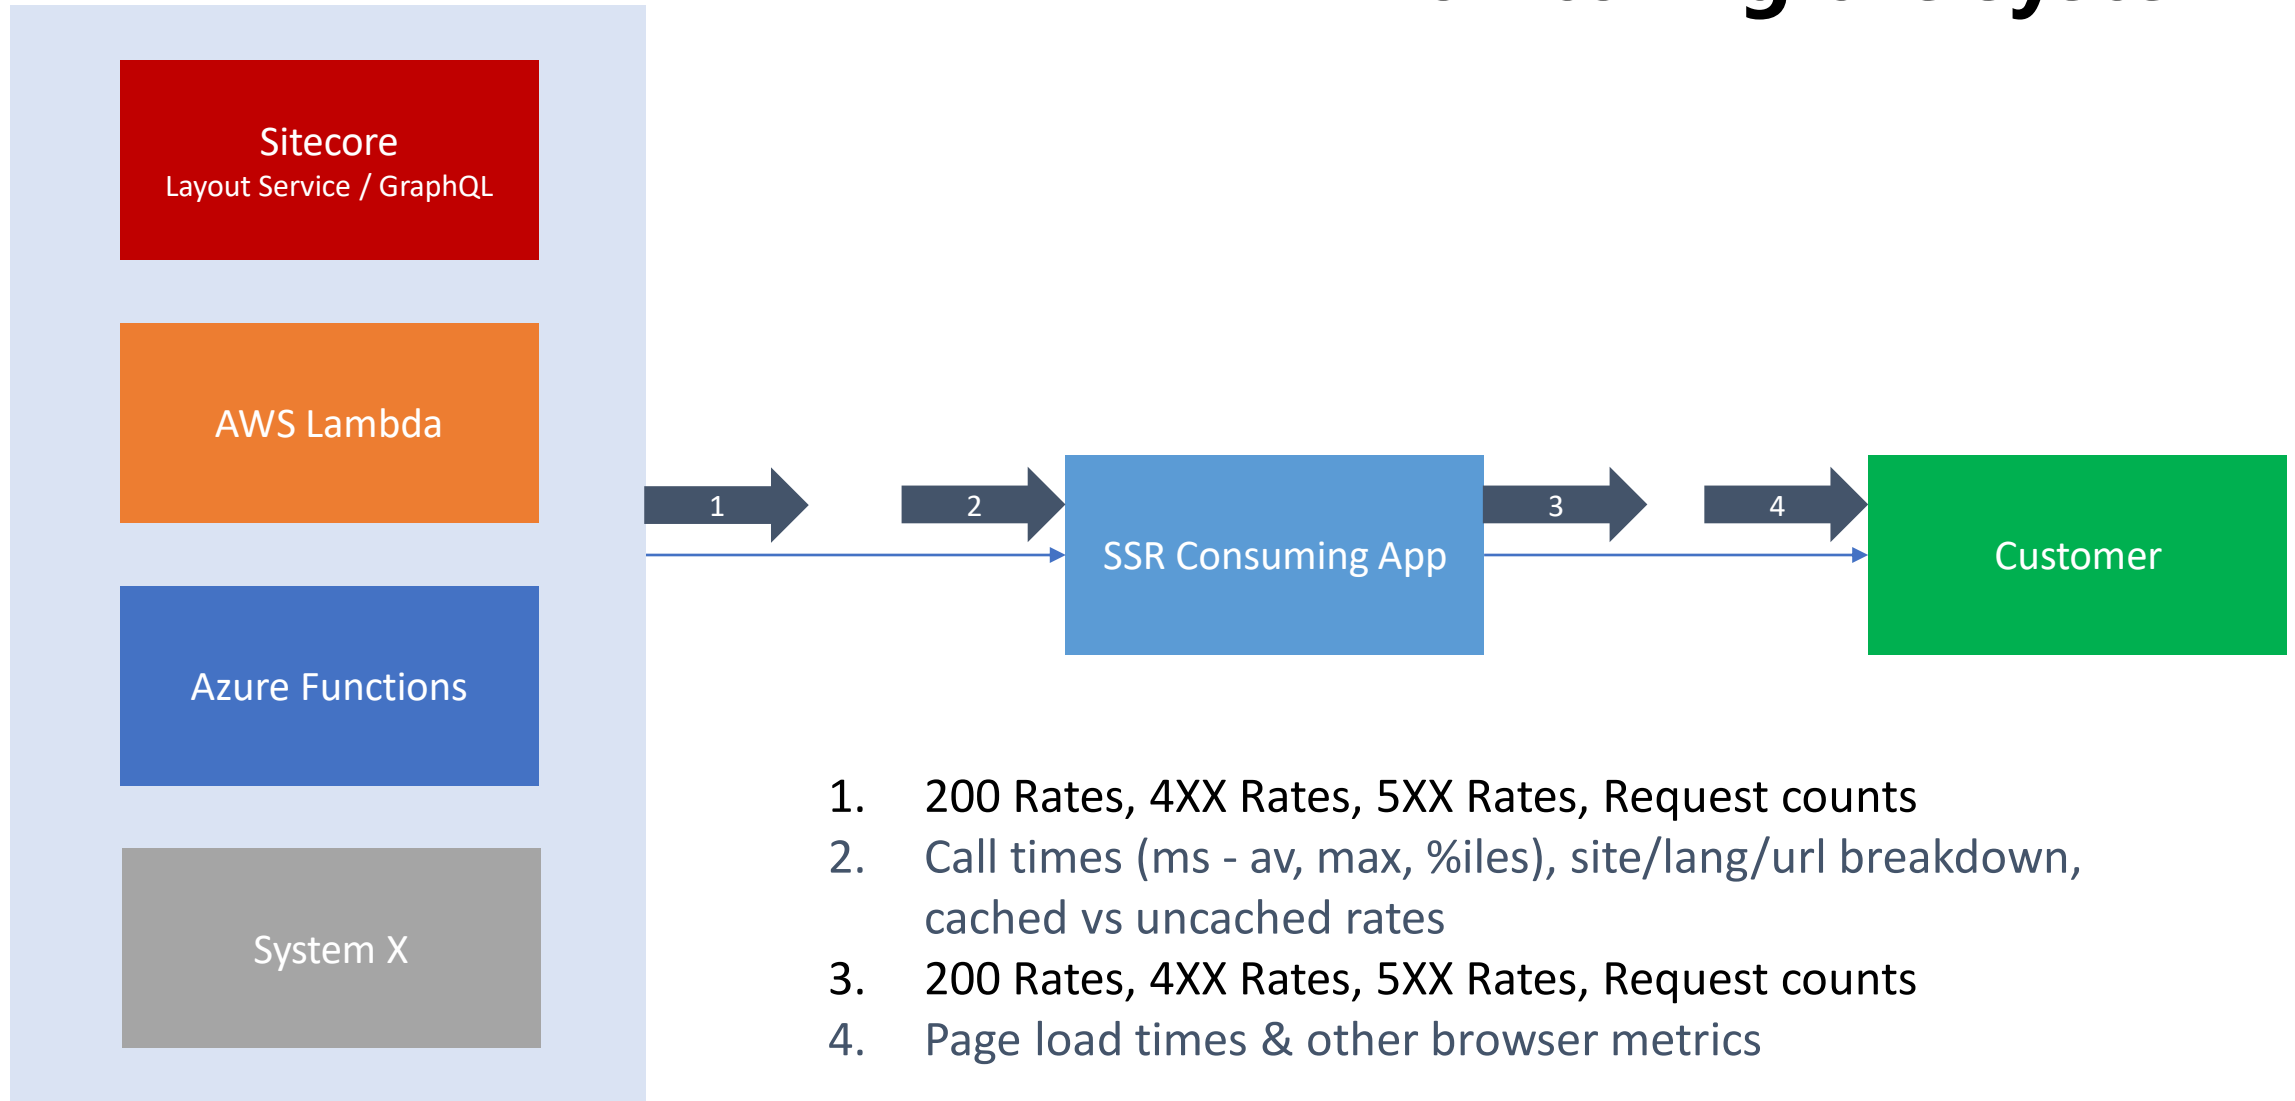 Sitecore
Layout Service / GraphQL
AWS Lambda
Azure Functions
System X
1
2
SSR Consuming App
3
4
Customer
1. 200 Rates, 4XX Rates, 5XX Rates, Request counts
2. Call times (ms - av, max, %iles), site/lang/url breakdown,
cached vs uncached rates
3. 200 Rates, 4XX Rates, 5XX Rates, Request counts
4. Page load times & other browser metrics